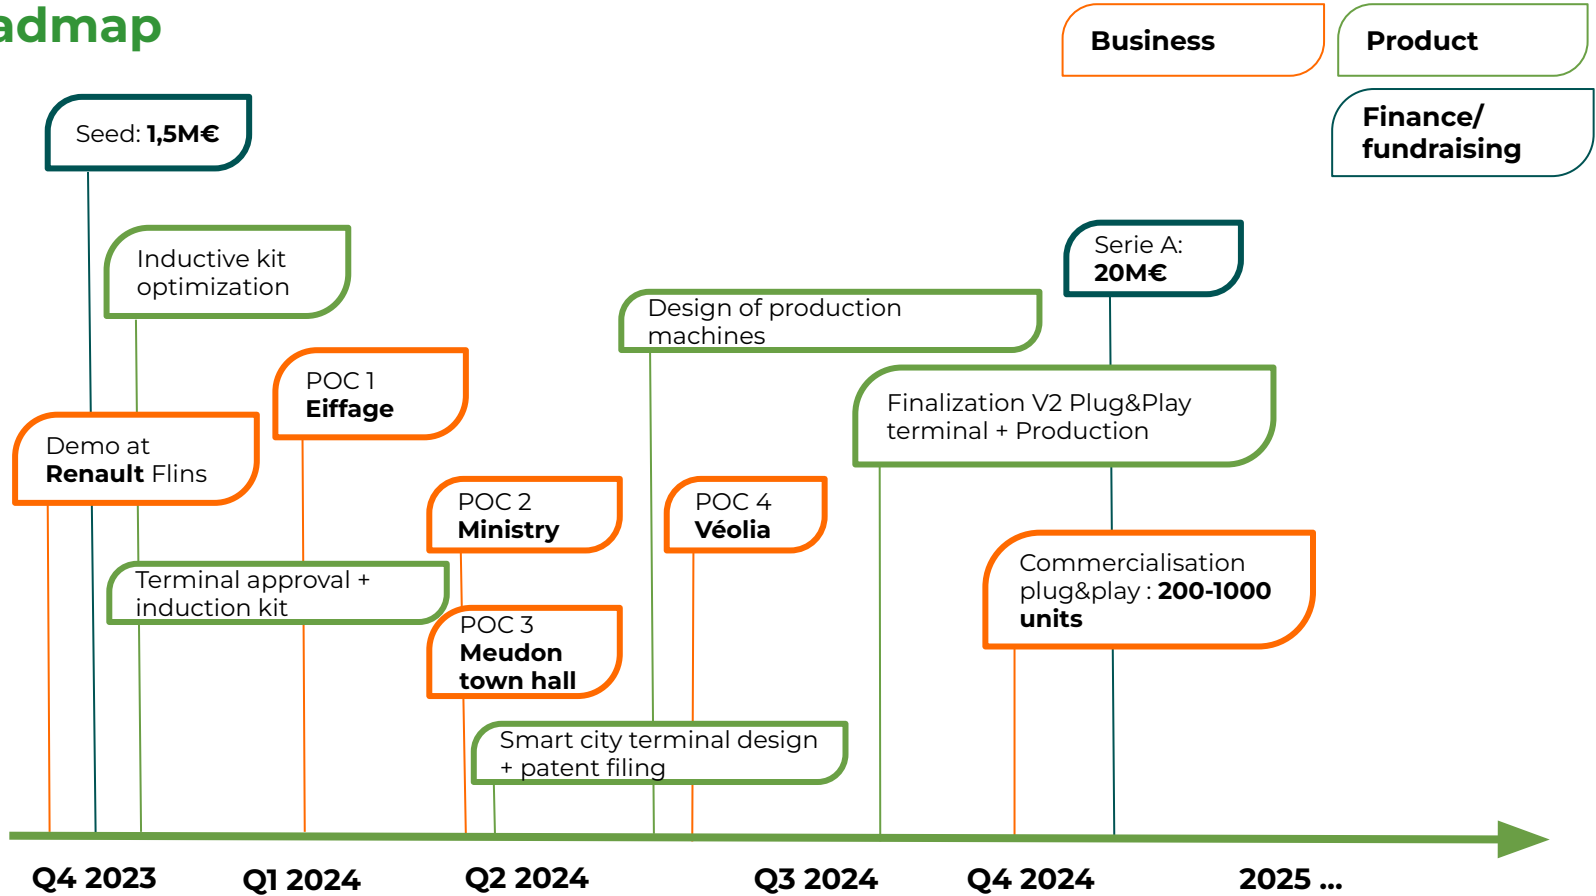 admap
Business
Product
Finance/
fundraising
Seed: 1,5M€
Inductive kit
optimization
Serie A:
20M€
Design of production
machines
POC 1
Eiffage
Finalization V2 Plug&Play
terminal + Production
Demo at
Renault Flins
POC 2
Ministry
POC 4
Véolia
Terminal approval +
induction kit
Commercialisation
plug&play : 200-1000
units
POC 3
Meudon
town hall
Smart city terminal design
+ patent filing
Q4 2023
Q1 2024
Q2 2024
Q3 2024
Q4 2024
2025 ...